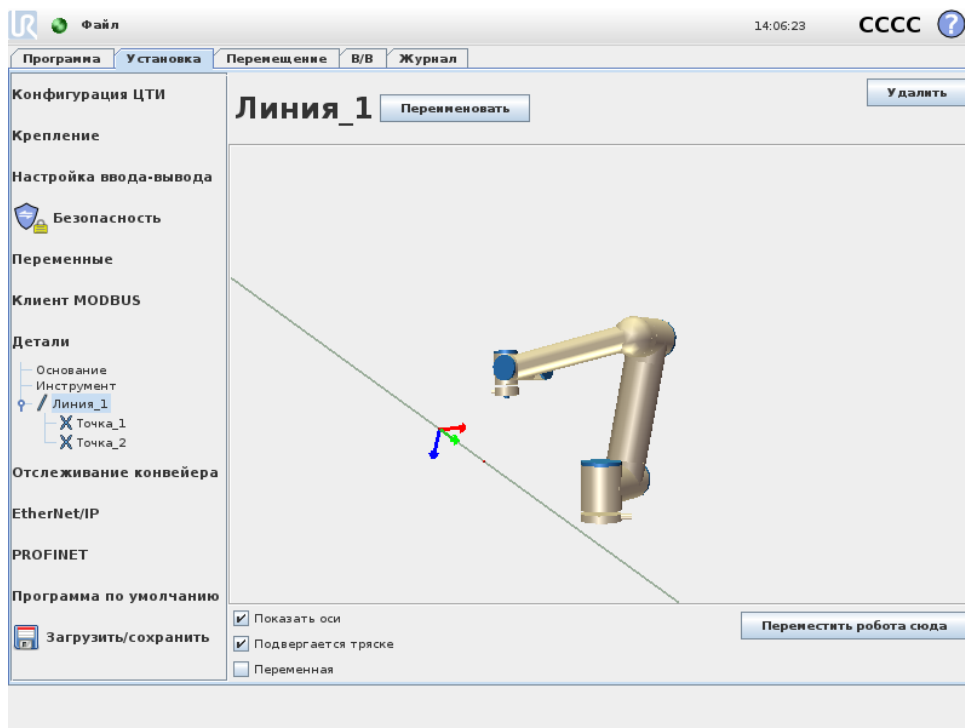 UR Файл 14:06:23 CCCC ?
Программа Установка Перемещение В/В Журнал
Конфигурация ЦТИ
Крепление
Настройка ввода-вывода
Безопасность
Переменные
Клиент MODBUS
Детали
Основание
Инструмент
Линия_1
Точка_1
Точка_2
Отслеживание конвейера
EtherNet/IP
PROFINET
Программа по умолчанию
Загрузить/сохранить
Линия_1 Переименовать Удалить
Показать оси
Подвергается тряске
Переменная
Переместить робота сюда